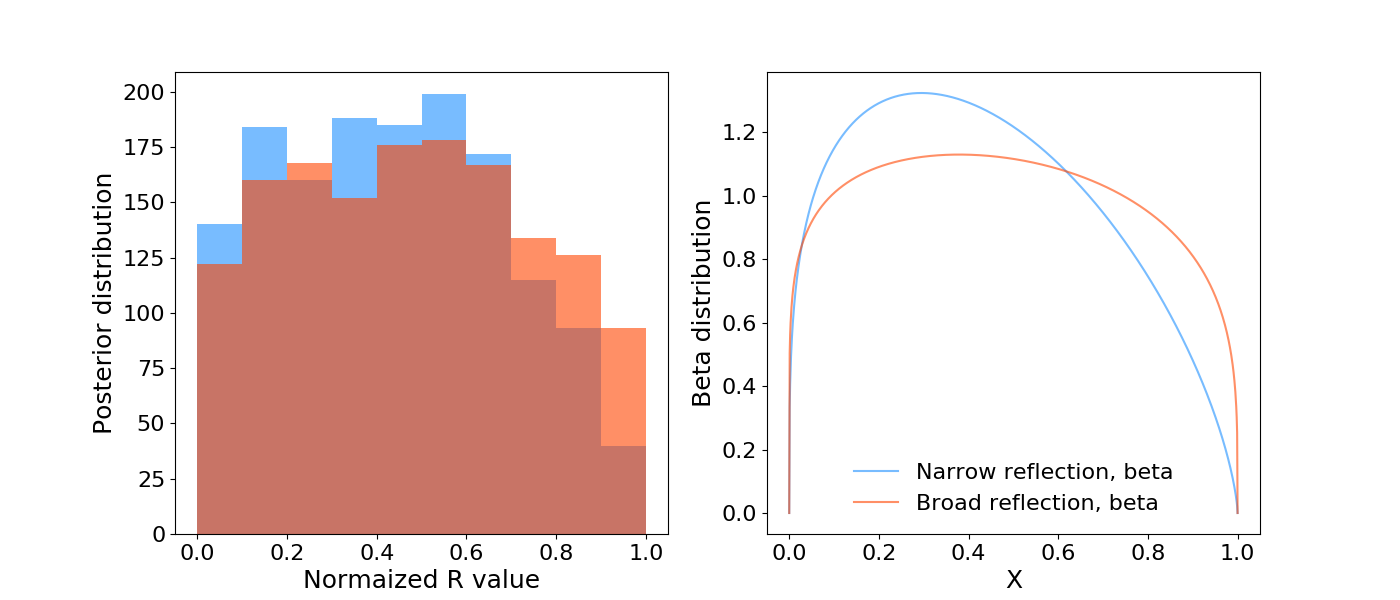 Posterior distribution
200
175
150
125
100
75
50
25
0
0.0 0.2 0.4 0.6 0.8 1.0
Normaized R value
Beta distribution
1.2
1.0
0.8
0.6
0.4
0.2
0.0
Narrow reflection, beta
Broad reflection, beta
0.0 0.2 0.4 0.6 0.8 1.0
X